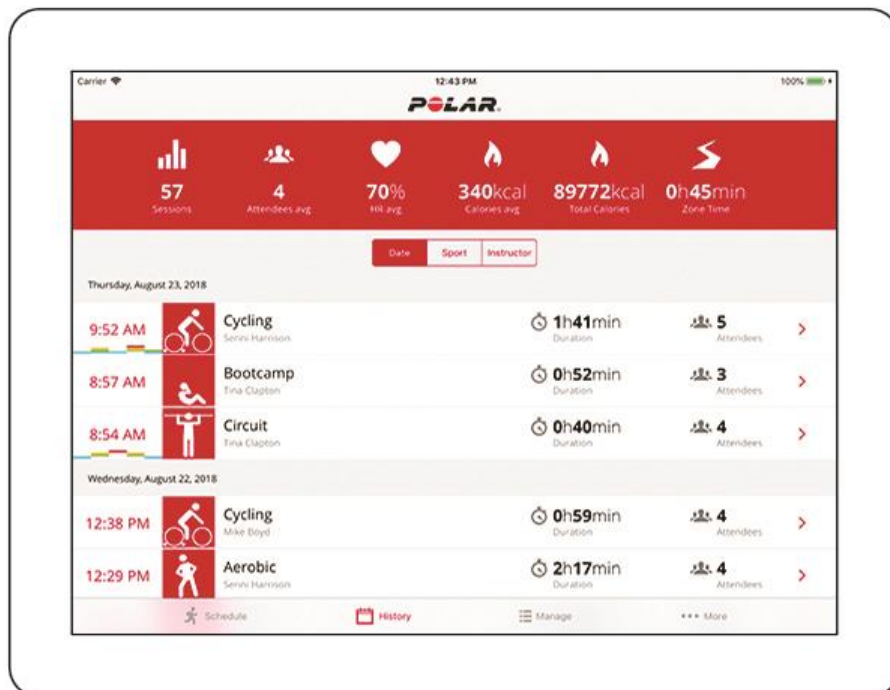 Carrier
12:43 PM
100%
POLAR.
57
Sessions
4
Attendees avg
70%
HR avg
340kcal
Calories avg
89772kcal
Total Calories
0h45min
Zone Time
Date Sport Instructor
Thursday, August 23, 2018
9:52 AM
Cycling
Senni Harrison
1h41min
Duration
5
Attendees
8:57 AM
Bootcamp
Tina Clapton
0h52min
Duration
3
Attendees
8:54 AM
Circuit
Tina Clapton
0h40min
Duration
4
Attendees
Wednesday, August 22, 2018
12:38 PM
Cycling
Mike Boyd
0h59min
Duration
4
Attendees
12:29 PM
Aerobic
Senni Harrison
2h17min
Duration
4
Attendees
Schedule
History
Manage
More